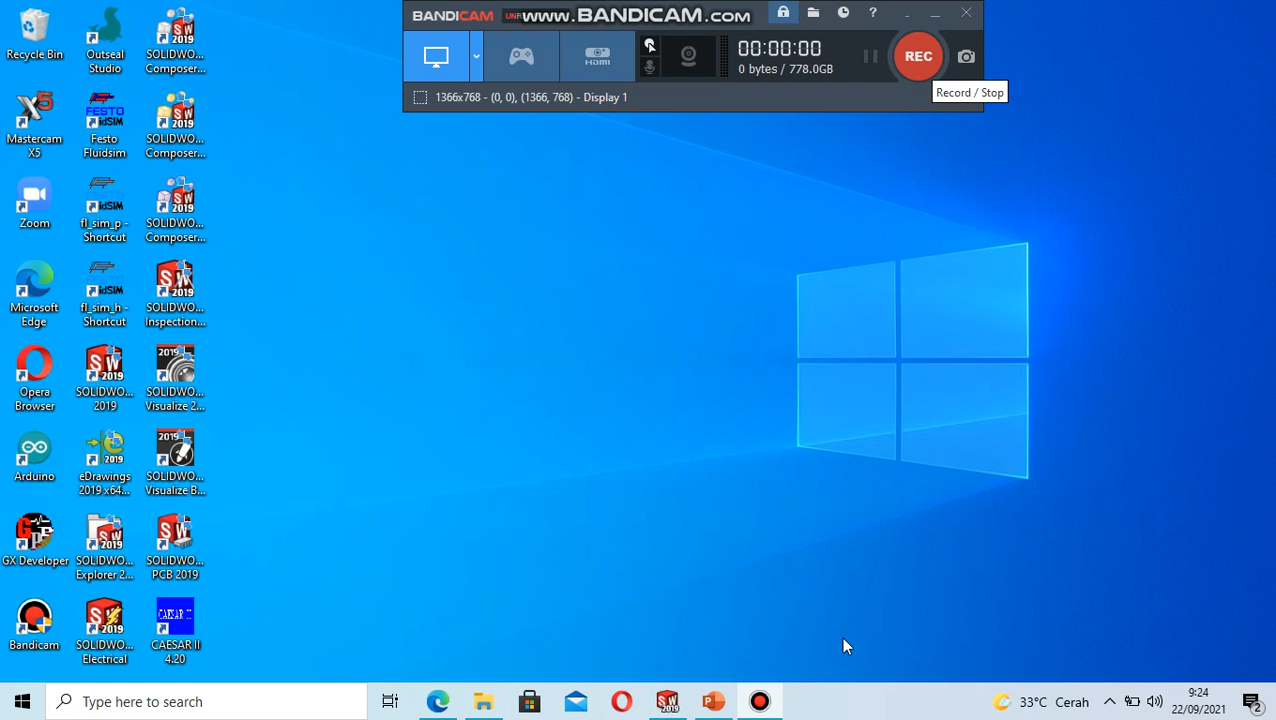 BANDICAM
www.BANDICAM.com
?
00:00:00
0 bytes / 778.0GB
REC
HDMI
1366x768 - (0, 0), (1366, 768) - Display 1
Record / Stop
Recycle Bin
Outseal
Studio
SOLIDWO...
Composer...
Mastercam
X5
Festo
Fluidsim
SOLIDWO...
Composer...
Zoom
fl_sim_p -
Shortcut
SOLIDWO...
Composer...
Microsoft
Edge
fl_sim_h -
Shortcut
SOLIDWO...
Inspection...
Opera
Browser
SOLIDWO...
2019
SOLIDWO...
Visualize 2...
Arduino
eDrawings
2019 x64...
SOLIDWO...
Visualize B...
GX Developer
SOLIDWO...
Explorer 2...
SOLIDWO...
PCB 2019
Bandicam
SOLIDWO...
Electrical
CAESAR II
CAESAR II
4.20
Type here to search
33°C Cerah
9:24
22/09/2021
2